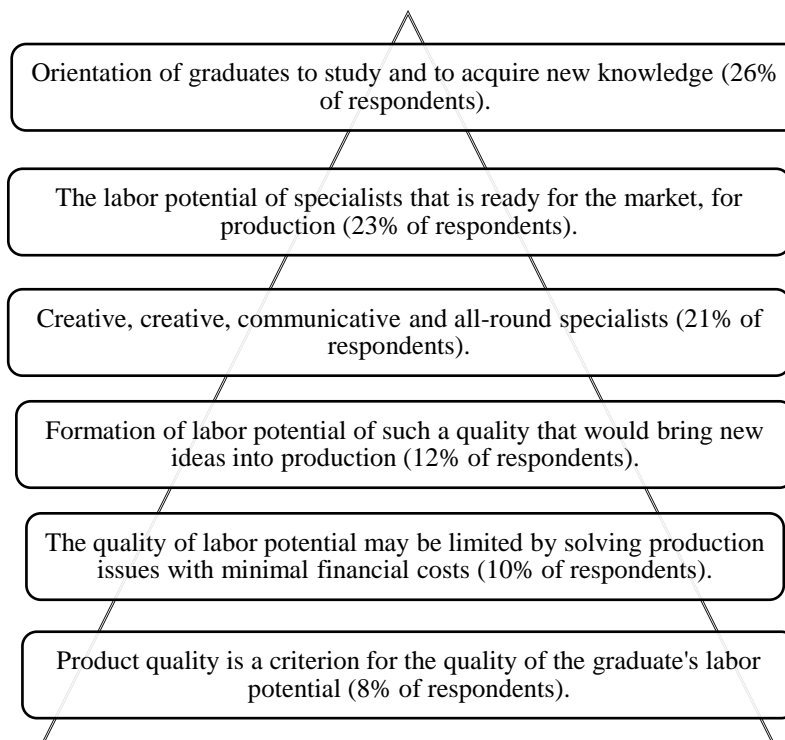 Orientation of graduates to study and to acquire new knowledge (26%
of respondents).
The labor potential of specialists that is ready for the market, for
production (23% of respondents).
Creative, creative, communicative and all-round specialists (21% of
respondents).
Formation of labor potential of such a quality that would bring new
ideas into production (12% of respondents).
The quality of labor potential may be limited by solving production
issues with minimal financial costs (10% of respondents).
Product quality is a criterion for the quality of the graduate's labor
potential (8% of respondents).